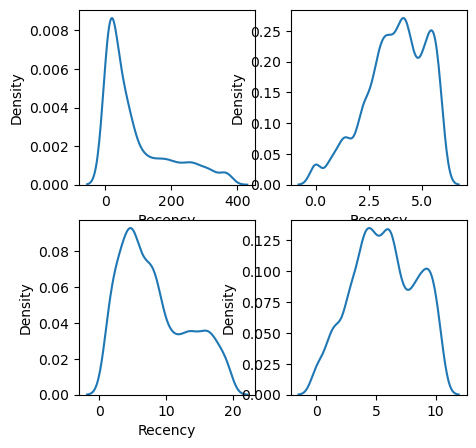 0.008
0.006
0.004
0.002
0.000
Density
0 200 400
Recency
0.25
0.20
0.15
0.10
0.05
0.00
Density
0.0 2.5 5.0
Recency
0.08
0.06
0.04
0.02
0.00
Density
0 10 20
Recency
0.125
0.100
0.075
0.050
0.025
0.000
Density
0 5 10